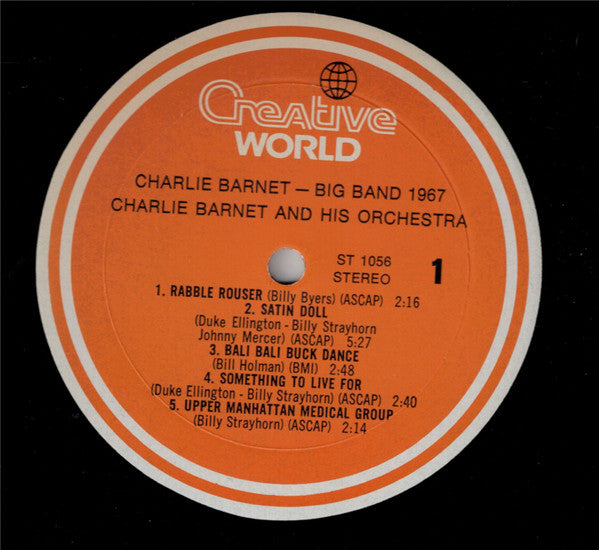 Creative
WORLD
CHARLIE BARNET — BIG BAND 1967
CHARLIE BARNET AND HIS ORCHESTRA
ST 1056
STEREO
1
1. RABBLE ROUSER (Billy Byers) (ASCAP) 2:16
2. SATIN DOLL
(Duke Ellington - Billy Strayhorn
Johnny Mercer) (ASCAP) 5:27
3. BALI BALI BUCK DANCE
(Bill Holman) (BMI) 2:48
4. SOMETHING TO LIVE FOR
(Duke Ellington - Billy Strayhorn) (ASCAP) 2:40
5. UPPER MANHATTAN MEDICAL GROUP
(Billy Strayhorn) (ASCAP) 2:14